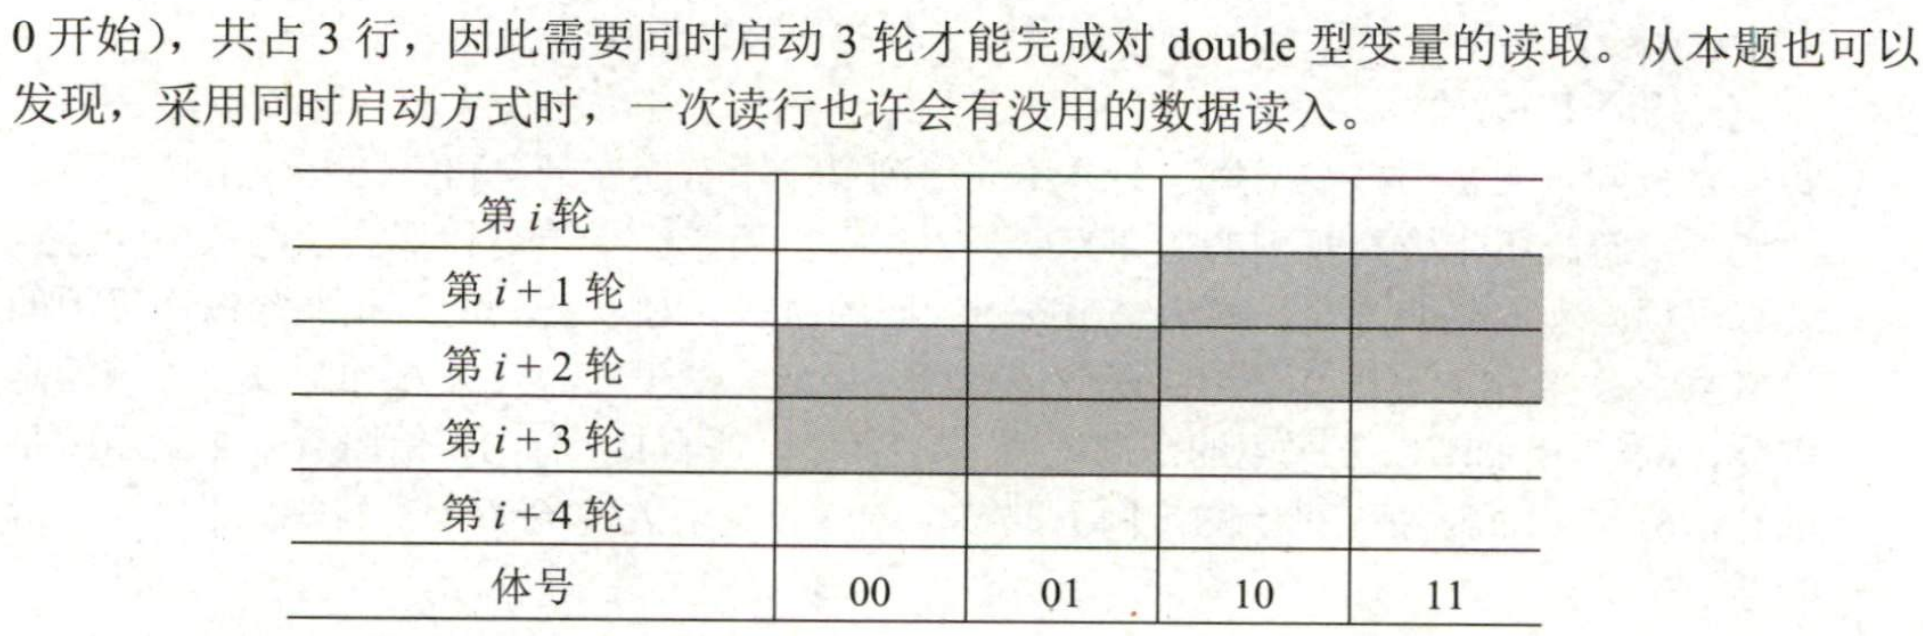 0 开始)，共占 3 行，因此需要同时启动 3 轮才能完成对 double 型变量的读取。从本题也可以
发现，采用同时启动方式时，一次读行也许会有没用的数据读入。
第 i 轮
第 i + 1 轮
第 i + 2 轮
第 i + 3 轮
第 i + 4 轮
体号 00 01 10 11